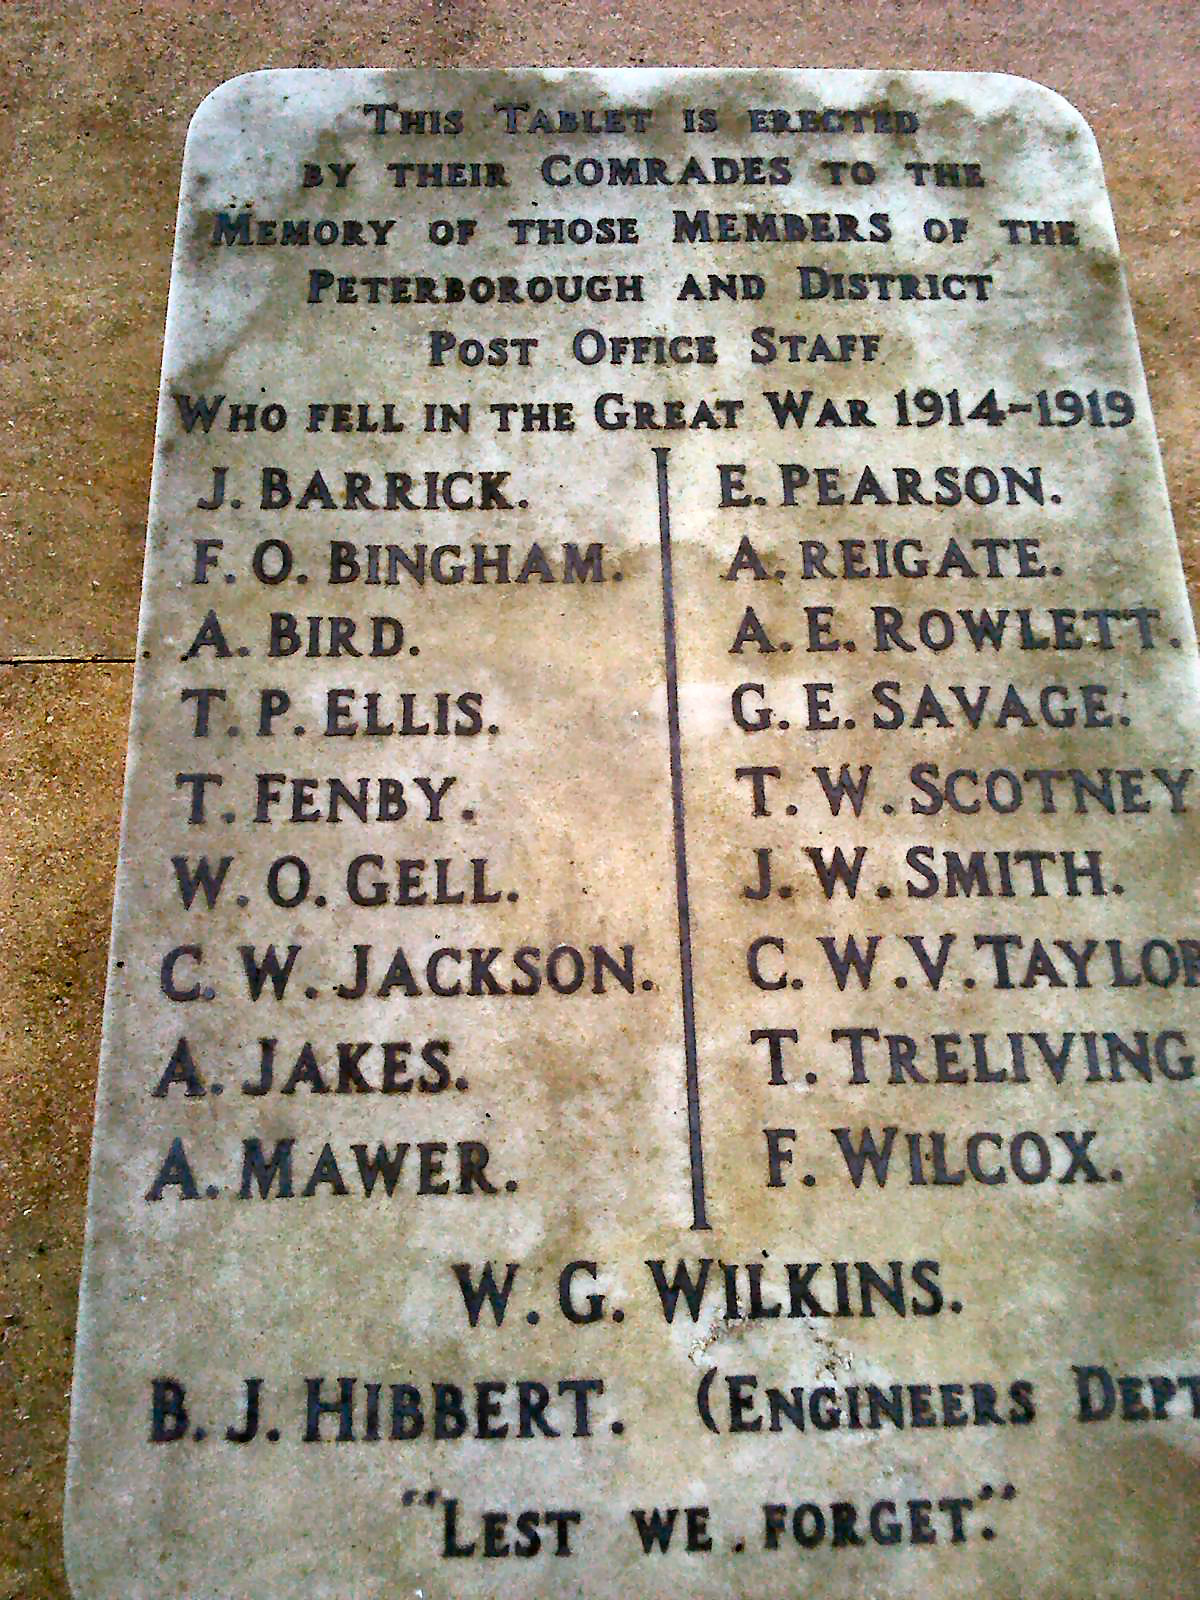 This Tablet is erected
by their Comrades to the
Memory of those Members of the
Peterborough and District
Post Office Staff
Who fell in the Great War 1914-1919
J. Barrick.
F. O. Bingham.
A. Bird.
T. P. Ellis.
T. Fenby.
W. O. Gell.
C. W. Jackson.
A. Jakes.
A. Mawer.
E. Pearson.
A. Reigate.
A. E. Rowlett.
G. E. Savage.
T. W. Scotney
J. W. Smith.
C. W. V. Taylor
T. Treliving
F. Wilcox.
W. G. Wilkins.
B. J. Hibbert. (Engineers Dept
"Lest we forget."